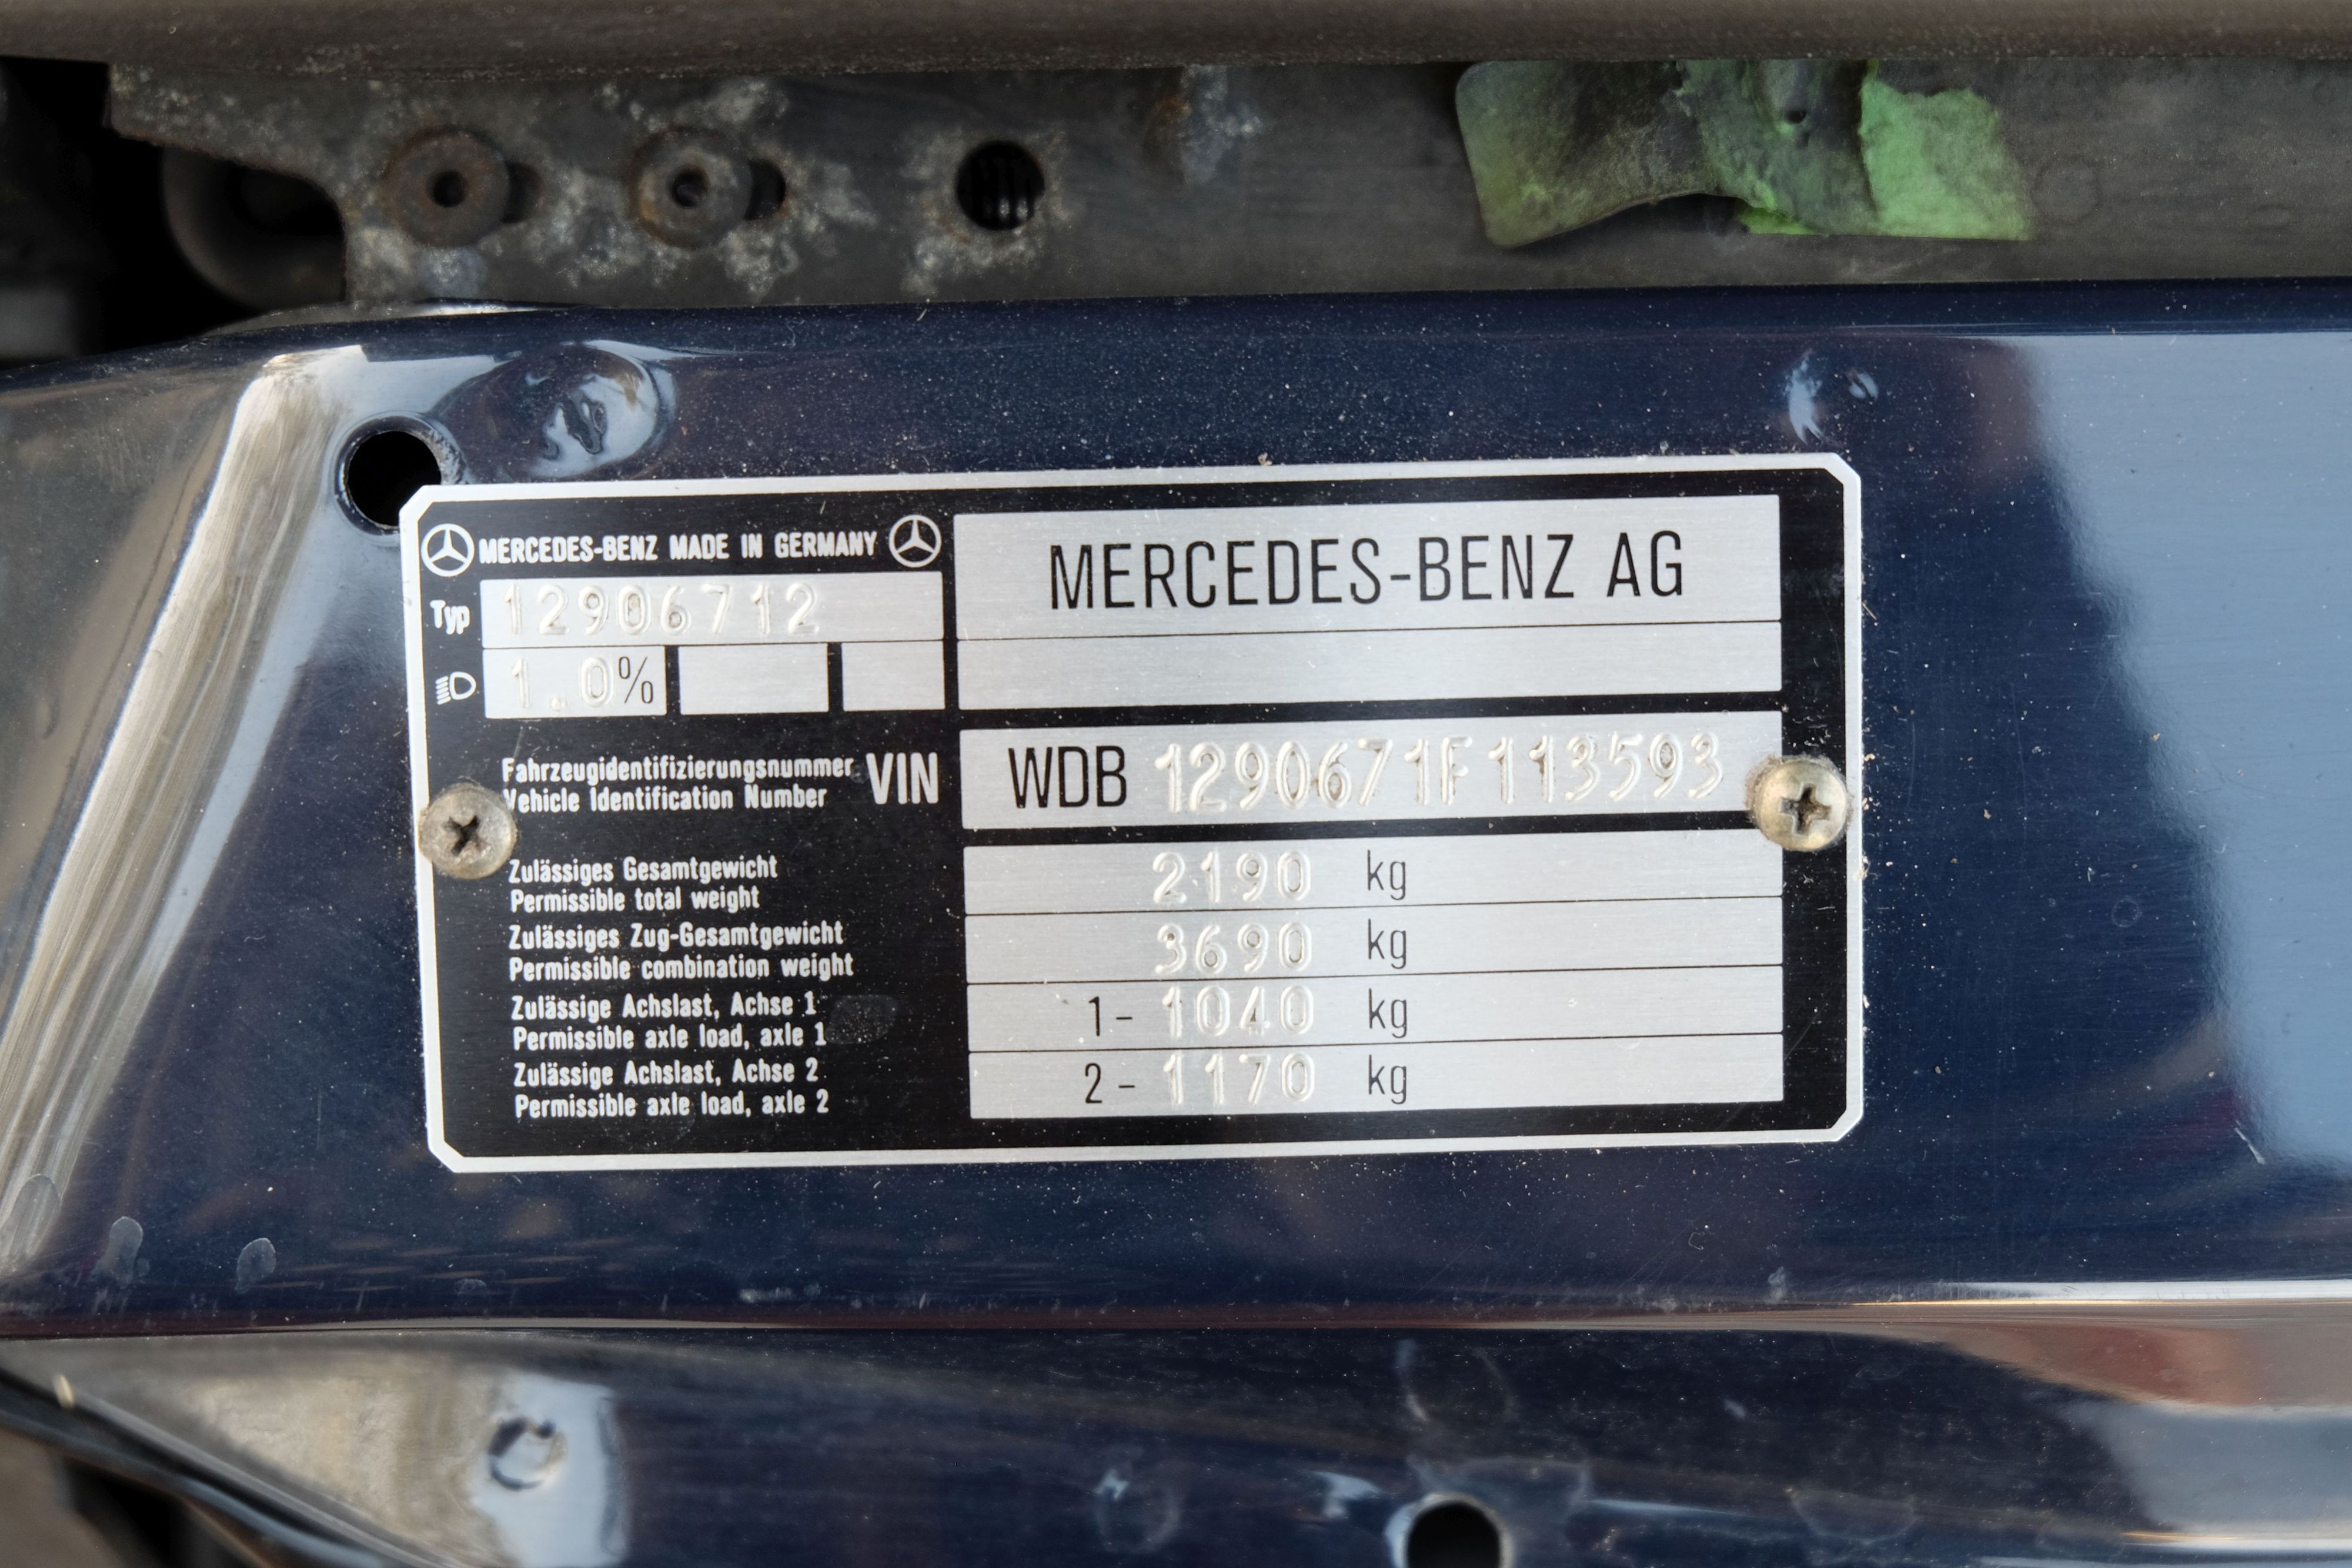 MERCEDES-BENZ MADE IN GERMANY
MERCEDES-BENZ AG
Typ 12906712
1.0%
Fahrzeugidentifizierungsnummer
Vehicle Identification Number
VIN WDB 1290671F113593
Zulässiges Gesamtgewicht
Permissible total weight
2190 kg
Zulässiges Zug-Gesamtgewicht
Permissible combination weight
3690 kg
Zulässige Achslast, Achse 1
Permissible axle load, axle 1
1- 1040 kg
Zulässige Achslast, Achse 2
Permissible axle load, axle 2
2- 1170 kg